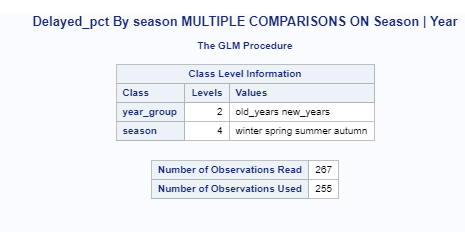 Delayed_pct By season MULTIPLE COMPARISONS ON Season | Year
The GLM Procedure
Class Level Information
Class Levels Values
year_group 2 old_years new_years
season 4 winter spring summer autumn
Number of Observations Read 267
Number of Observations Used 255